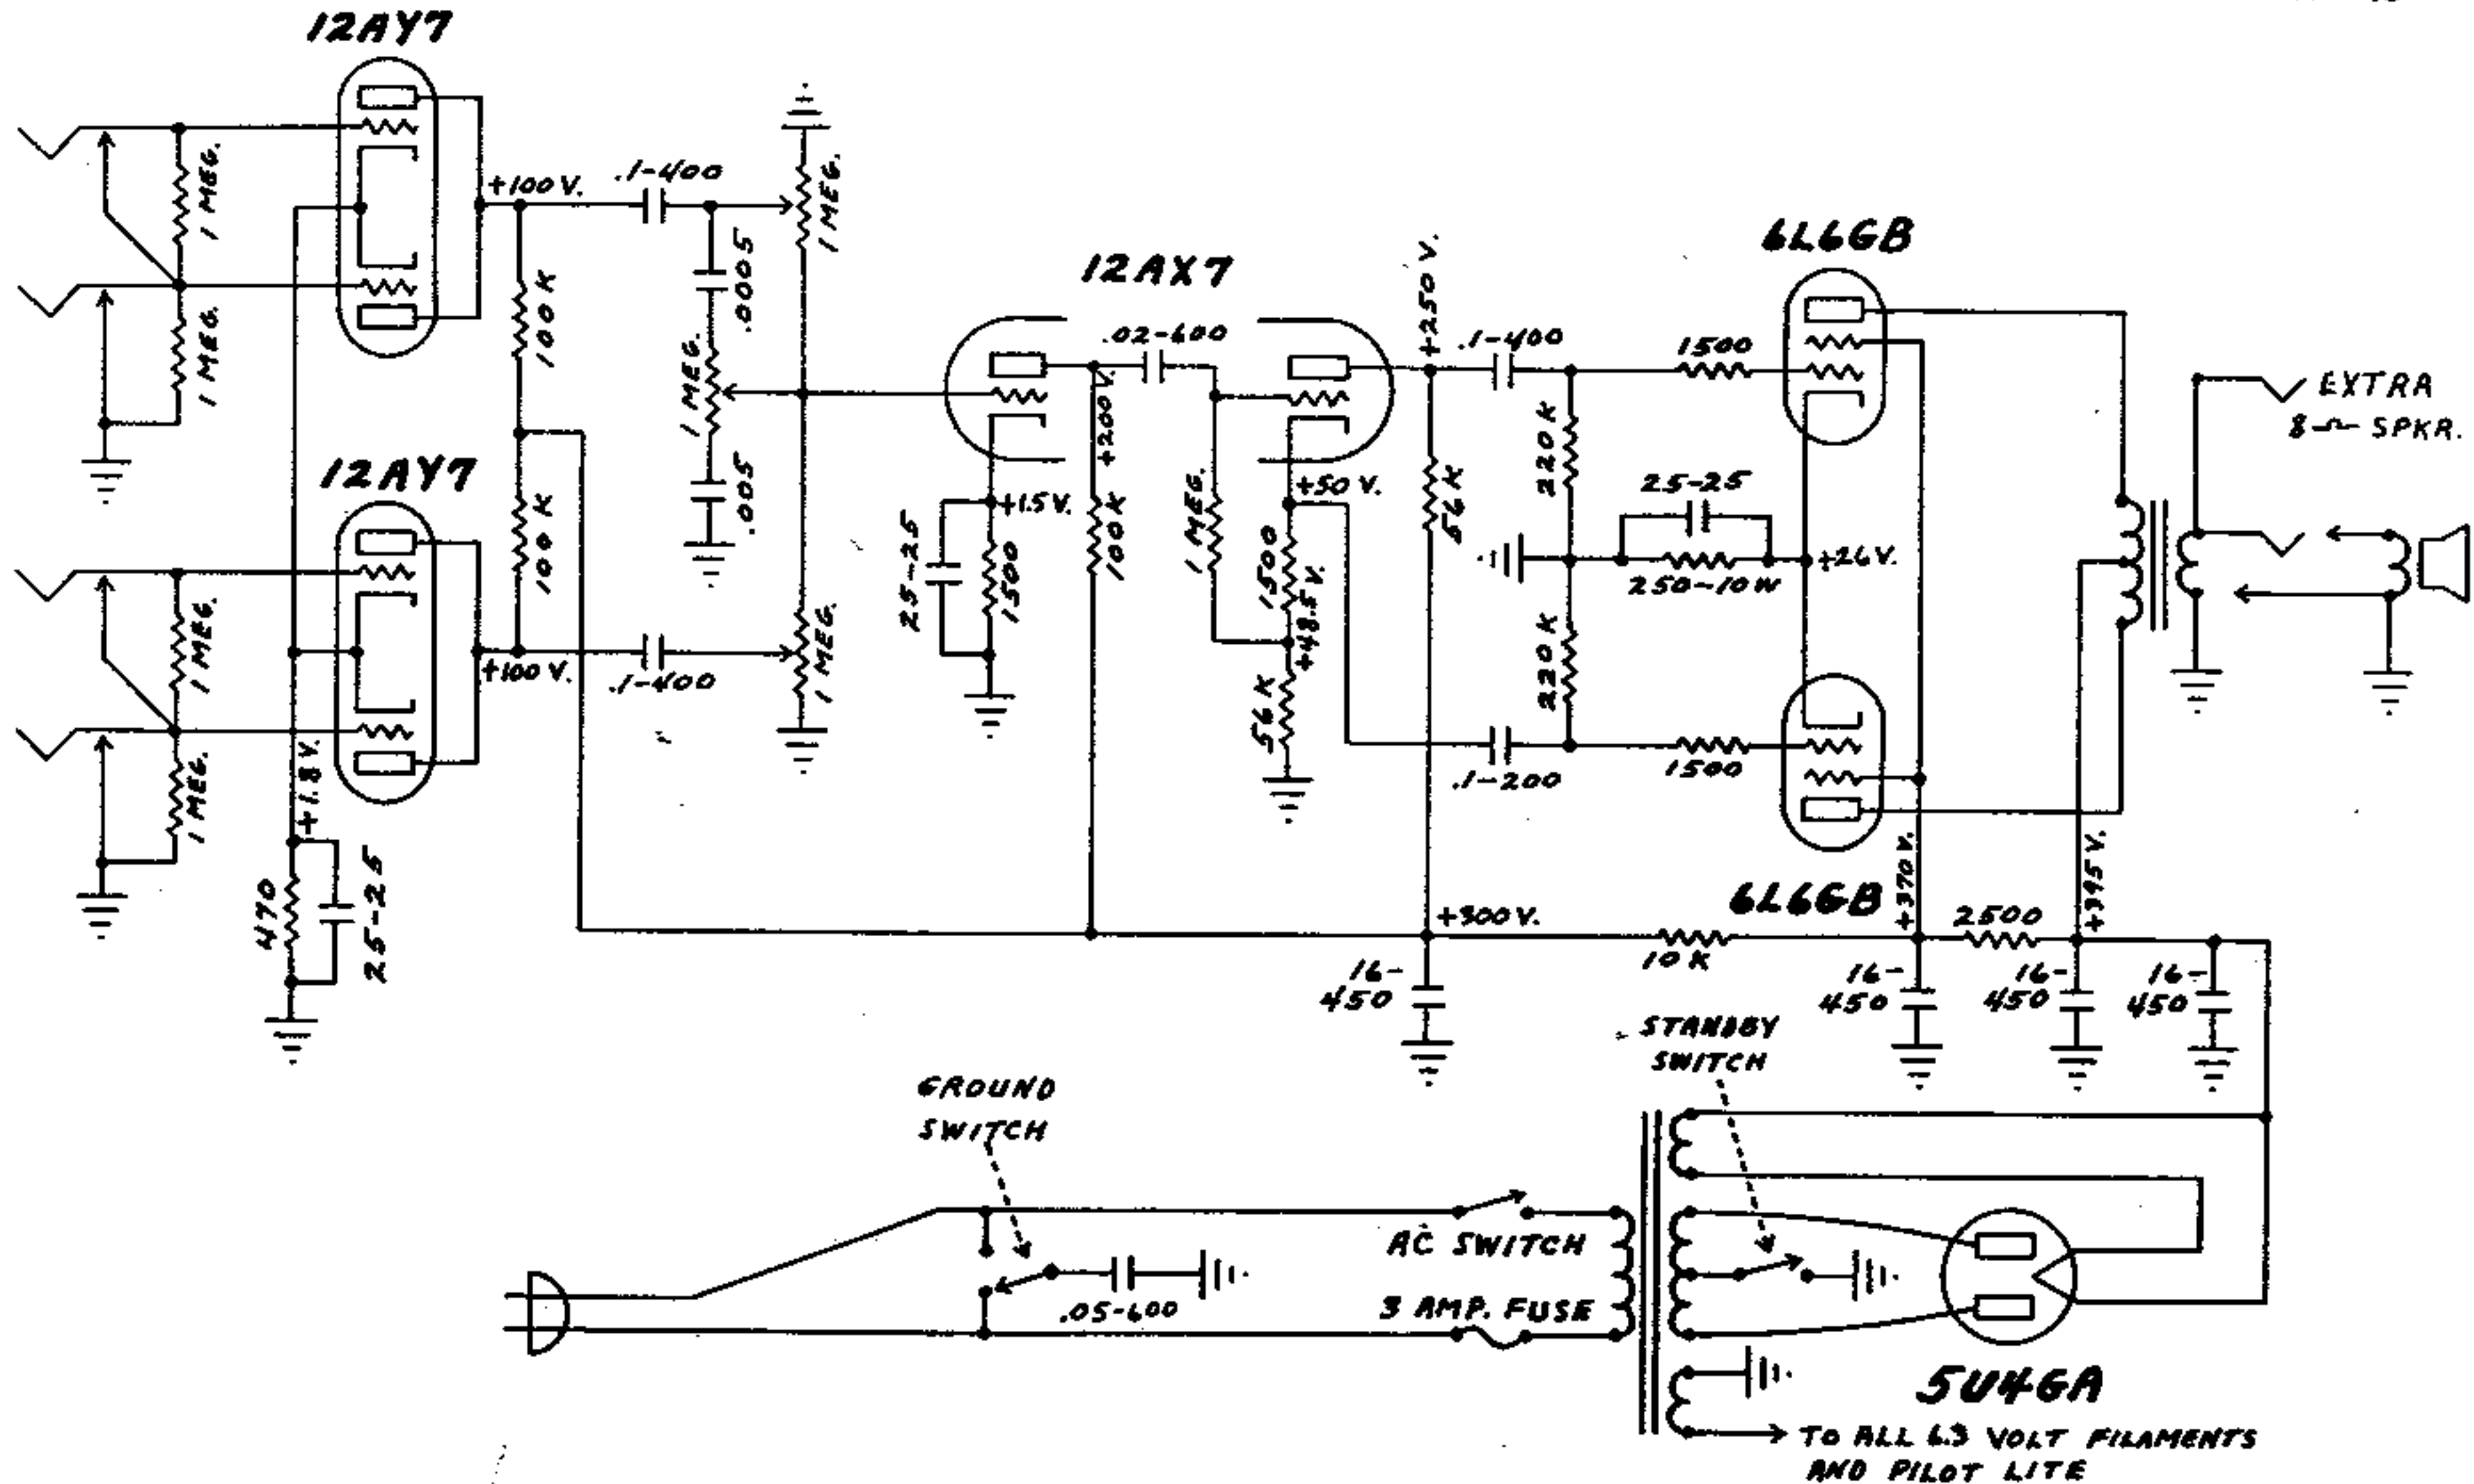 12AY7
1 MEG.
1 MEG.
+100 V.
.1-400
1 MEG.
100 K
.0005
1 MEG.
.005
12AY7
1 MEG.
1 MEG.
+1.8 V.
470
25-25
100 K
+100 V.
.1-400
1 MEG.
12AX7
.02-600
+200 V.
+1.5 V.
25-25
1500
100 K
1 MEG.
+50 V.
1500
+48.5 V.
56 K
+250 V.
.1-400
56 K
220 K
1500
6L6GB
25-25
250-10W
+26 V.
220 K
.1-200
1500
6L6GB
EXTRA
8-Ω- SPKR.
+300 V.
10 K
+370 V.
2500
+395 V.
16-
450
16-
450
16-
450
16-
450
GROUND
SWITCH
STANDBY
SWITCH
AC SWITCH
.05-600
3 AMP. FUSE
5U4GA
TO ALL 6.3 VOLT FILAMENTS
AND PILOT LITE